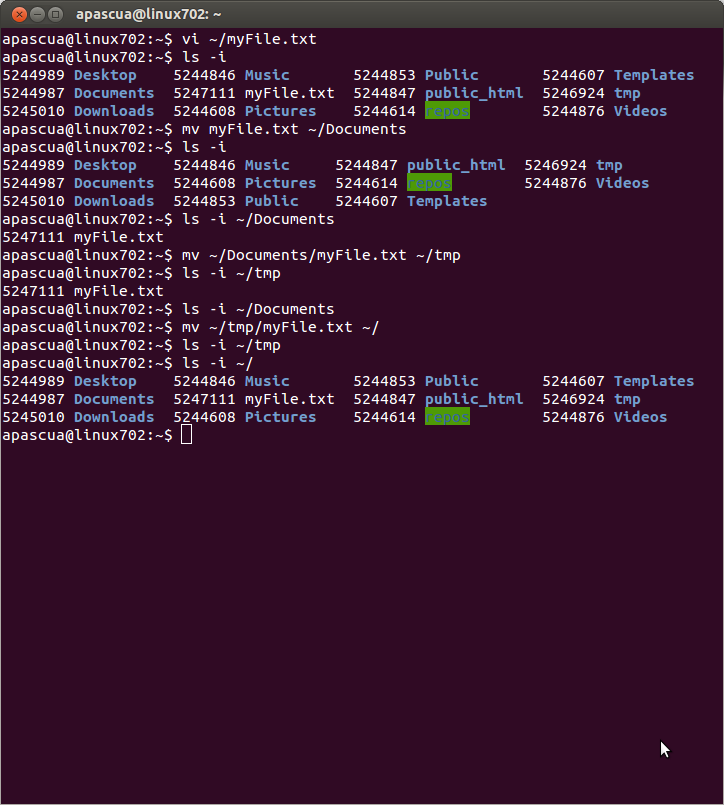 apascua@linux702: ~
apascua@linux702:~$ vi ~/myFile.txt
apascua@linux702:~$ ls -i
5244989 Desktop    5244846 Music       5244853 Public       5244607 Templates
5244987 Documents  5247111 myFile.txt  5244847 public_html  5246924 tmp
5245010 Downloads  5244608 Pictures    5244614 repos        5244876 Videos
apascua@linux702:~$ mv myFile.txt ~/Documents
apascua@linux702:~$ ls -i
5244989 Desktop    5244846 Music     5244847 public_html  5246924 tmp
5244987 Documents  5244608 Pictures  5244614 repos        5244876 Videos
5245010 Downloads  5244853 Public    5244607 Templates
apascua@linux702:~$ ls -i ~/Documents
5247111 myFile.txt
apascua@linux702:~$ mv ~/Documents/myFile.txt ~/tmp
apascua@linux702:~$ ls -i ~/tmp
5247111 myFile.txt
apascua@linux702:~$ ls -i ~/Documents
apascua@linux702:~$ mv ~/tmp/myFile.txt ~/
apascua@linux702:~$ ls -i ~/tmp
apascua@linux702:~$ ls -i ~/
5244989 Desktop    5244846 Music       5244853 Public       5244607 Templates
5244987 Documents  5247111 myFile.txt  5244847 public_html  5246924 tmp
5245010 Downloads  5244608 Pictures    5244614 repos        5244876 Videos
apascua@linux702:~$